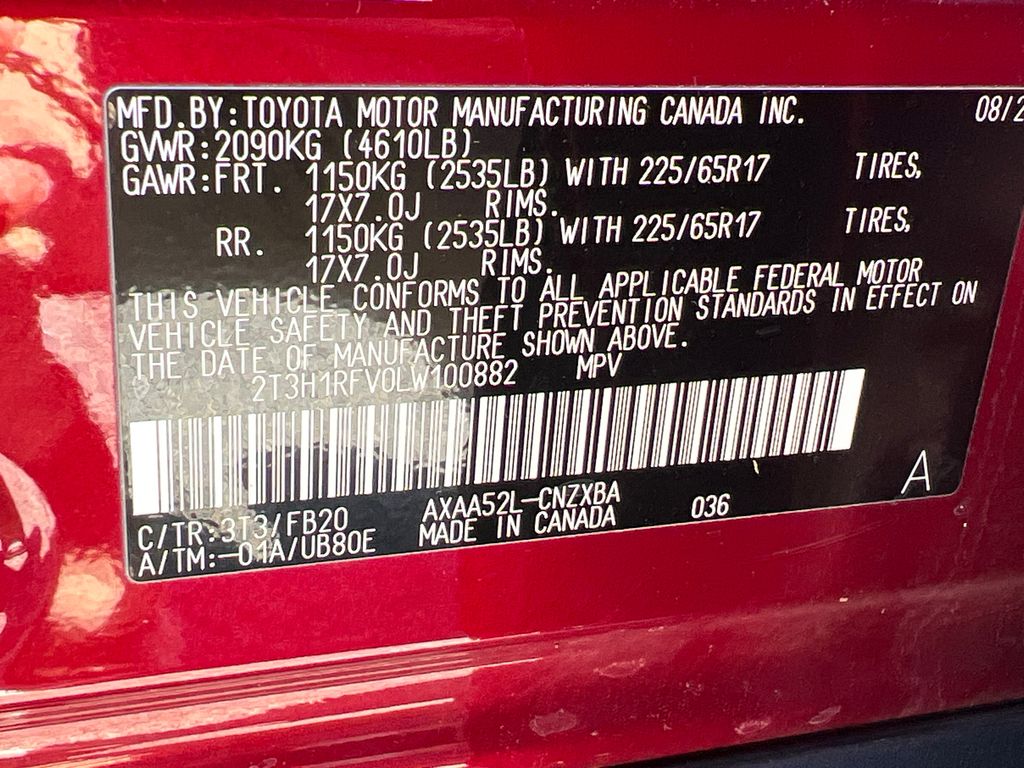 MFD.BY:TOYOTA MOTOR MANUFACTURING CANADA INC. 08/2
GVWR:2090KG (4610LB)
GAWR:FRT. 1150KG (2535LB) WITH 225/65R17 TIRES,
17X7.0J RIMS.
RR. 1150KG (2535LB) WITH 225/65R17 TIRES,
17X7.0J RIMS.
THIS VEHICLE CONFORMS TO ALL APPLICABLE FEDERAL MOTOR
VEHICLE SAFETY AND THEFT PREVENTION STANDARDS IN EFFECT ON
THE DATE OF MANUFACTURE SHOWN ABOVE.
2T3H1RFV0LW100882 MPV
C/TR:3T3/FB20 AXAA52L-CNZXBA 036 A
A/TM:-01A/UB80E MADE IN CANADA